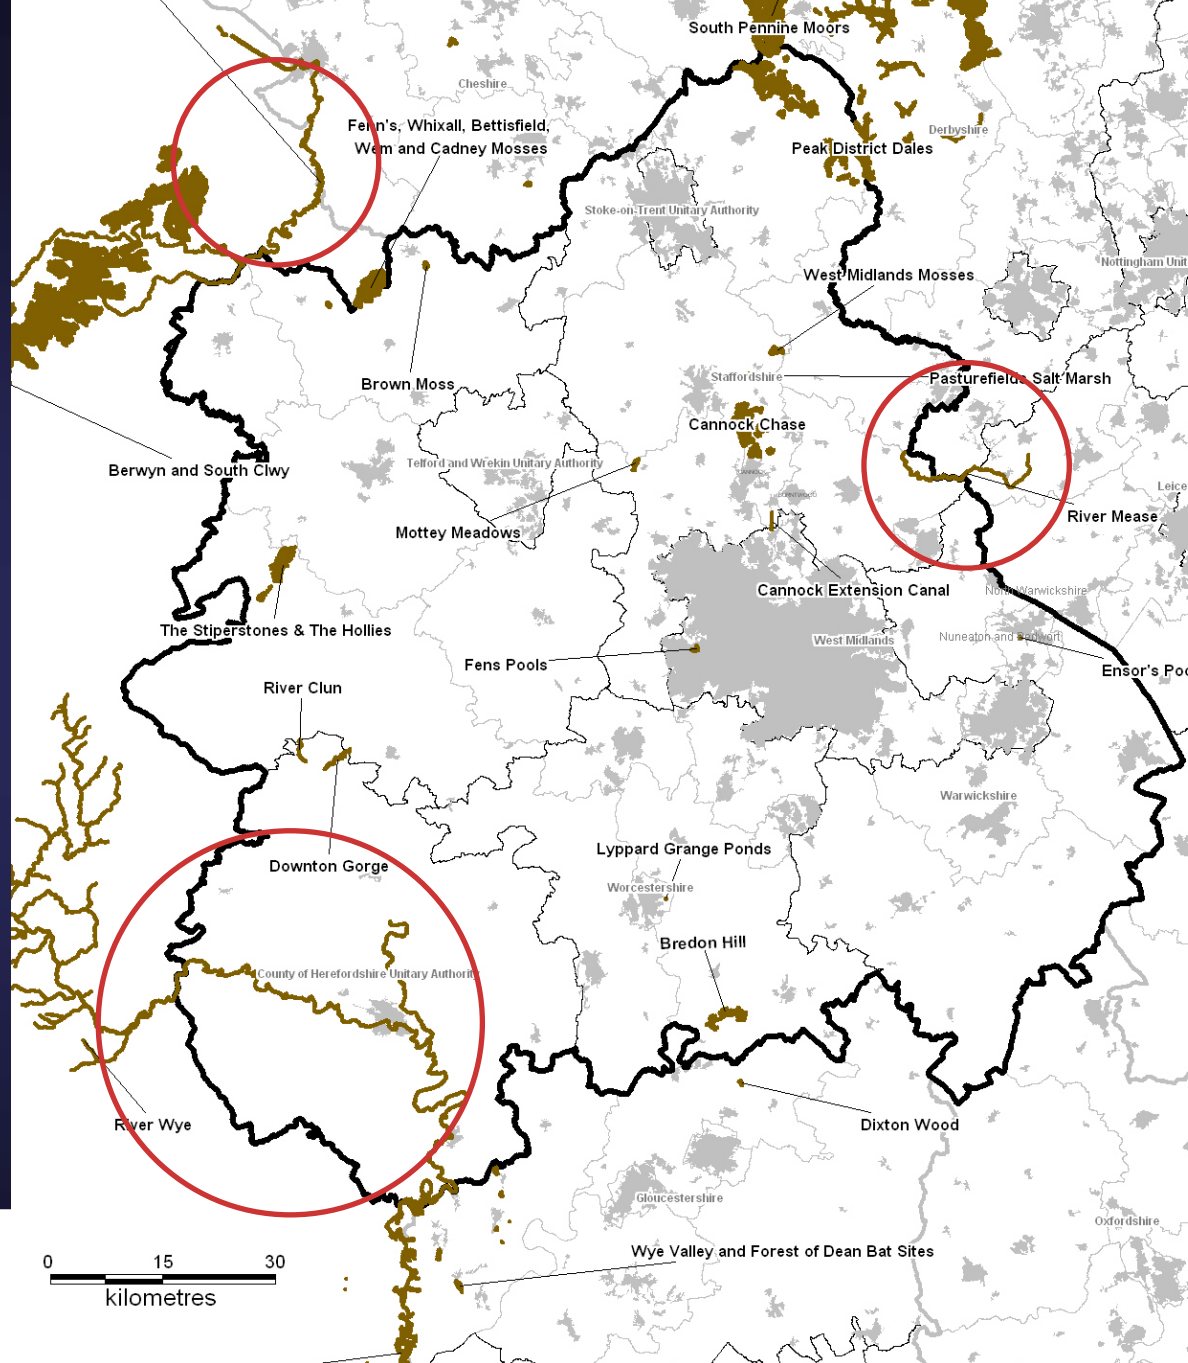 South Pennine Moors
Cheshire
Fenn's, Whixall, Bettisfield,
Wem and Cadney Mosses
Derbyshire
Peak District Dales
Stoke-on-Trent Unitary Authority
Nottingham Unit
West Midlands Mosses
Brown Moss
Staffordshire
Pasturefields Salt Marsh
Cannock Chase
Berwyn and South Clwy
Telford and Wrekin Unitary Authority
CANNOCK
Leice
Mottey Meadows
River Mease
Cannock Extension Canal
North Warwickshire
The Stiperstones & The Hollies
West Midlands
Nuneaton and Bedworth
Fens Pools
Ensor's Poo
River Clun
Warwickshire
Lyppard Grange Ponds
Downton Gorge
Worcestershire
Bredon Hill
County of Herefordshire Unitary Authority
River Wye
Dixton Wood
Gloucestershire
Oxfordshire
Wye Valley and Forest of Dean Bat Sites
0 15 30
kilometres